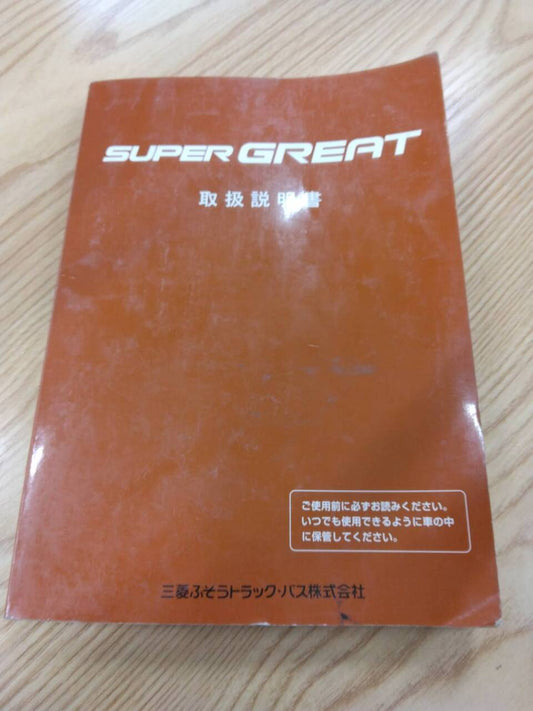 SUPER GREAT
取扱説明書
ご使用前に必ずお読みください。
いつでも使用できるように車の中
に保管してください。
三菱ふそうトラック・バス株式会社